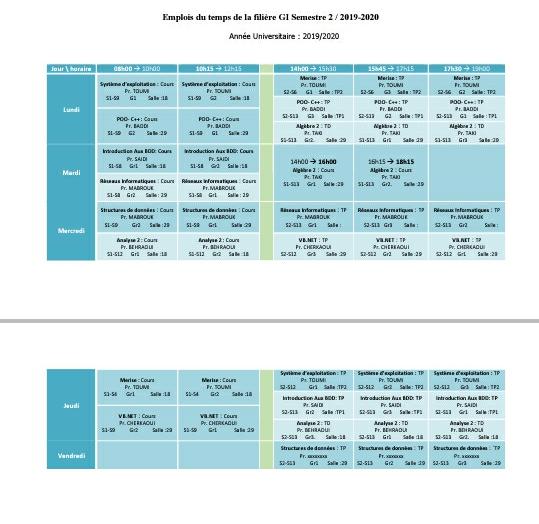 Emplois du temps de la filière GI Semestre 2 / 2019-2020
Année Universitaire : 2019/2020
Jour \ horaire 08h00 → 10h00 10h15 → 12h15 14h00 → 15h30 15h45 → 17h15 17h30 → 19h00
Lundi
Système d'exploitation : Cours
Pr. TOUMI
S1-S9 G1 Salle :18
Système d'exploitation : Cours
Pr. TOUMI
S1-S9 G2 Salle :18
Merise : TP
Pr. TOUMI
S2-S6 G1 Salle : TP2
Merise : TP
Pr. TOUMI
S2-S6 G2 Salle :TP2
Merise : TP
Pr. TOUMI
S2-S6 G3 Salle :TP2
POO- C++ : Cours
Pr. BADDI
S1-S9 G2 Salle :29
POO- C++ : Cours
Pr. BADDI
S1-S9 G1 Salle :29
POO- C++ : TP
Pr. BADDI
S2-S13 G3 Salle :TP1
POO- C++ : TP
Pr. BADDI
S2-S13 G3 Salle :TP1
POO- C++ : TP
Pr. BADDI
S2-S13 G1 Salle :TP1
Algèbre 2 : TD
Pr. TAKI
S1-S13 Gr3. Salle :29
Algèbre 2 : TD
Pr. TAKI
S1-S13 Gr1 Salle :29
Algèbre 2 : TD
Pr. TAKI
S1-S13 Gr2 Salle :29
Mardi
Introduction Aux BDD: Cours
Pr. SAIDI
S1-S8 Gr1 Salle :18
Introduction Aux BDD: Cours
Pr. SAIDI
S1-S8 Gr2 Salle :18
Réseaux Informatiques : Cours
Pr. MABROUK
S1-S8 Gr2 Salle :29
Réseaux Informatiques : Cours
Pr. MABROUK
S1-S8 Gr1 Salle :29
14h00 → 16h00
Algèbre 2 : Cours
Pr. TAKI
S1-S13 Gr1 Salle :29
16h15 → 18h15
Algèbre 2 : Cours
Pr. TAKI
S1-S13 Gr2. Salle :29
Mercredi
Structures de données : Cours
Pr. MABROUK
S1-S9 Gr1 Salle :29
Structures de données : Cours
Pr. MABROUK
S1-S9 Gr2 Salle :29
Réseaux Informatiques : TP
Pr. MABROUK
S2-S13 Gr1 Salle :
Réseaux Informatiques : TP
Pr. MABROUK
S2-S13 Gr3 Salle :
Réseaux Informatiques : TP
Pr. MABROUK
S2-S13 Gr2 Salle :
Analyse 2 : Cours
Pr. BEHRAOUI
S1-S12 Gr2 Salle :18
Analyse 2 : Cours
Pr. BEHRAOUI
S1-S12 Gr1 Salle :18
VB.NET : TP
Pr. CHERKAOUI
S2-S12 Gr3 Salle :29
VB.NET : TP
Pr. CHERKAOUI
S2-S12 Gr2 Salle :29
VB.NET : TP
Pr. CHERKAOUI
S2-S12 Gr1 Salle :29
Jeudi
Merise : Cours
Pr. TOUMI
S1-S4 Gr1 Salle :18
Merise : Cours
Pr. TOUMI
S1-S4 Gr2 Salle :18
Système d'exploitation : TP
Pr. TOUMI
S2-S12 Gr1 Salle :TP2
Système d'exploitation : TP
Pr. TOUMI
S2-S12 Gr2 Salle :TP2
Système d'exploitation : TP
Pr. TOUMI
S2-S12 Gr3 Salle :TP2
VB.NET : Cours
Pr. CHERKAOUI
S1-S9 Gr2 Salle :29
VB.NET : Cours
Pr. CHERKAOUI
S1-S9 Gr1 Salle :29
Introduction Aux BDD: TP
Pr. SAIDI
S2-S13 Gr2 Salle :TP1
Introduction Aux BDD: TP
Pr. SAIDI
S2-S13 Gr3 Salle :TP1
Introduction Aux BDD: TP
Pr. SAIDI
S2-S13 Gr1 Salle :TP1
Analyse 2 : TD
Pr. BEHRAOUI
S1-S13 Gr3. Salle :18
Analyse 2 : TD
Pr. BEHRAOUI
S1-S13 Gr1 Salle :18
Analyse 2 : TD
Pr. BEHRAOUI
S1-S13 Gr2 Salle :18
Vendredi
Structures de données : TP
Pr. xxxxxxx
S2-S13 Gr1 Salle :29
Structures de données : TP
Pr. xxxxxxx
S2-S13 Gr2 Salle :29
Structures de données : TP
Pr. xxxxxxx
S2-S13 Gr3 Salle :29